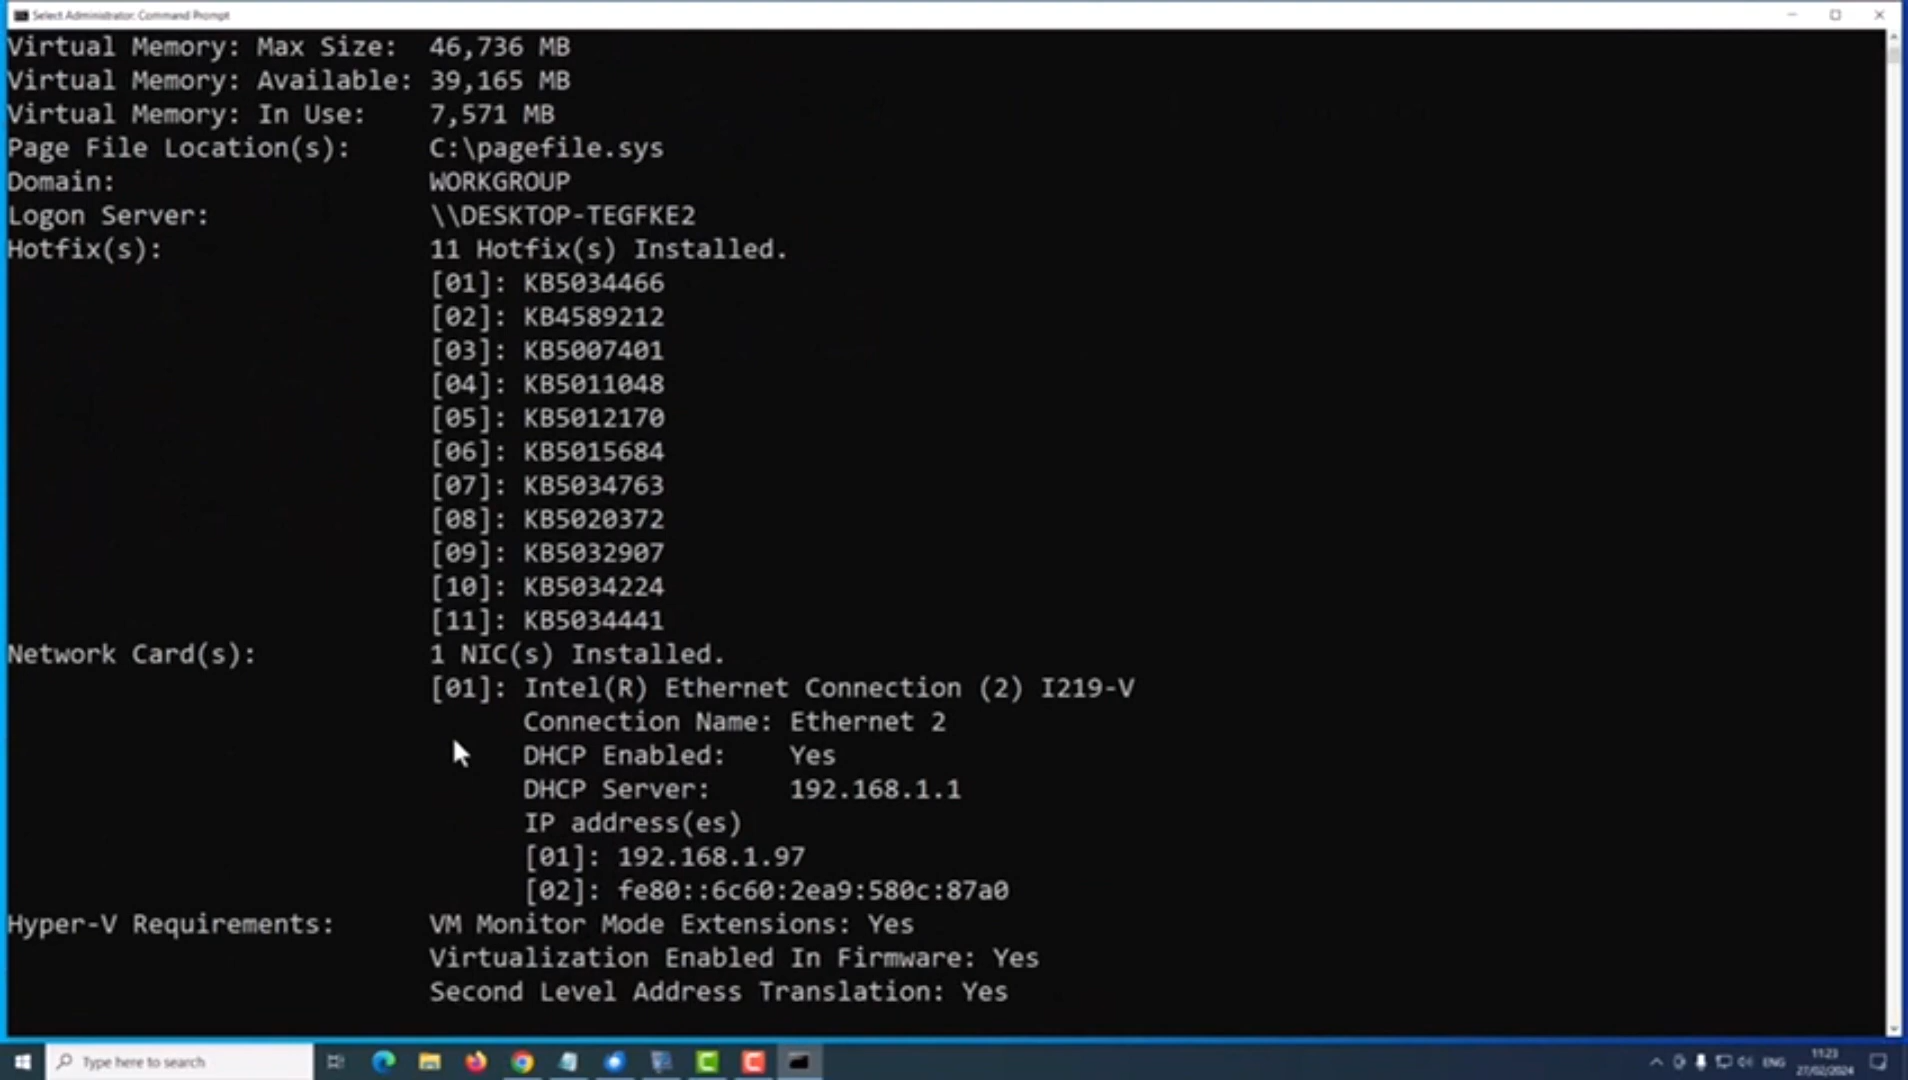 Select Administrator: Command Prompt
Virtual Memory: Max Size:  46,736 MB
Virtual Memory: Available: 39,165 MB
Virtual Memory: In Use:    7,571 MB
Page File Location(s):     C:\pagefile.sys
Domain:                    WORKGROUP
Logon Server:              \\DESKTOP-TEGFKE2
Hotfix(s):                 11 Hotfix(s) Installed.
[01]: KB5034466
[02]: KB4589212
[03]: KB5007401
[04]: KB5011048
[05]: KB5012170
[06]: KB5015684
[07]: KB5034763
[08]: KB5020372
[09]: KB5032907
[10]: KB5034224
[11]: KB5034441
Network Card(s):           1 NIC(s) Installed.
[01]: Intel(R) Ethernet Connection (2) I219-V
Connection Name: Ethernet 2
DHCP Enabled:    Yes
DHCP Server:     192.168.1.1
IP address(es)
[01]: 192.168.1.97
[02]: fe80::6c60:2ea9:580c:87a0
Hyper-V Requirements:      VM Monitor Mode Extensions: Yes
Virtualization Enabled In Firmware: Yes
Second Level Address Translation: Yes
Type here to search
ENG
11:23
27/02/2024